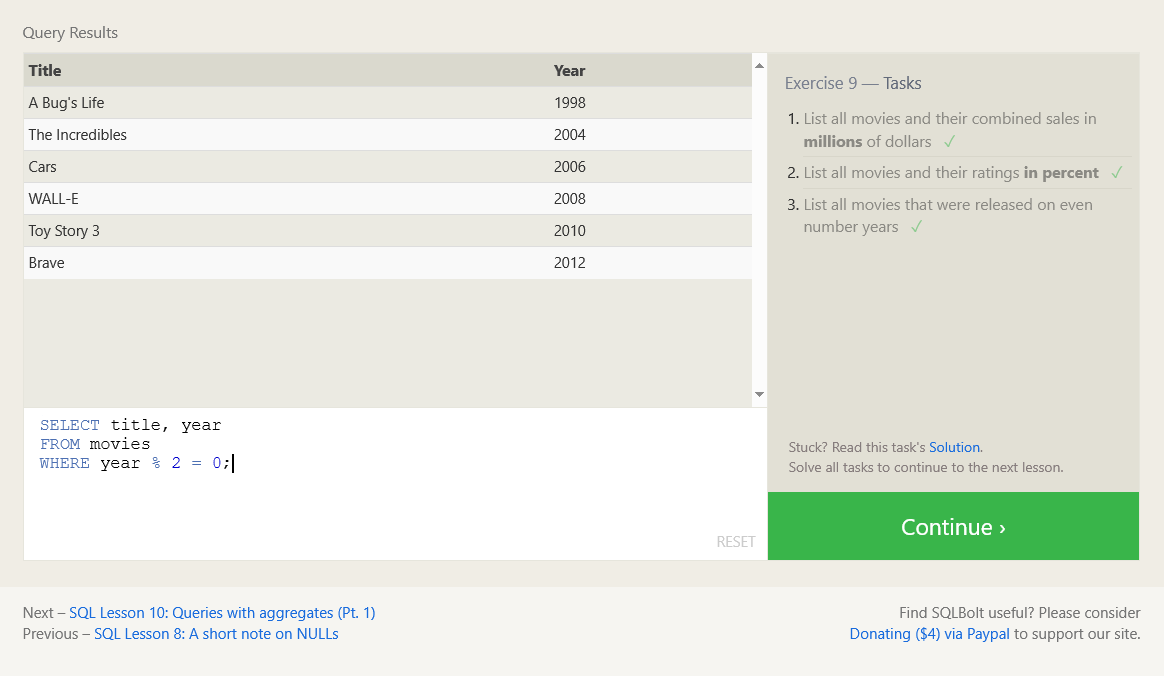 Query Results
Title Year
A Bug's Life 1998
The Incredibles 2004
Cars 2006
WALL-E 2008
Toy Story 3 2010
Brave 2012
SELECT title, year
FROM movies
WHERE year % 2 = 0;
RESET
Exercise 9 — Tasks
1. List all movies and their combined sales in
millions of dollars ✓
2. List all movies and their ratings in percent ✓
3. List all movies that were released on even
number years ✓
Stuck? Read this task's Solution.
Solve all tasks to continue to the next lesson.
Continue ›
Next – SQL Lesson 10: Queries with aggregates (Pt. 1)
Previous – SQL Lesson 8: A short note on NULLs
Find SQLBolt useful? Please consider
Donating ($4) via Paypal to support our site.